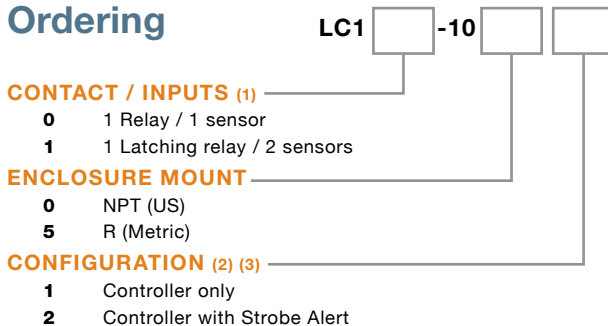 Ordering
LC1 -10
CONTACT / INPUTS (1)
0 1 Relay / 1 sensor
1 1 Latching relay / 2 sensors
ENCLOSURE MOUNT
0 NPT (US)
5 R (Metric)
CONFIGURATION (2) (3)
1 Controller only
2 Controller with Strobe Alert